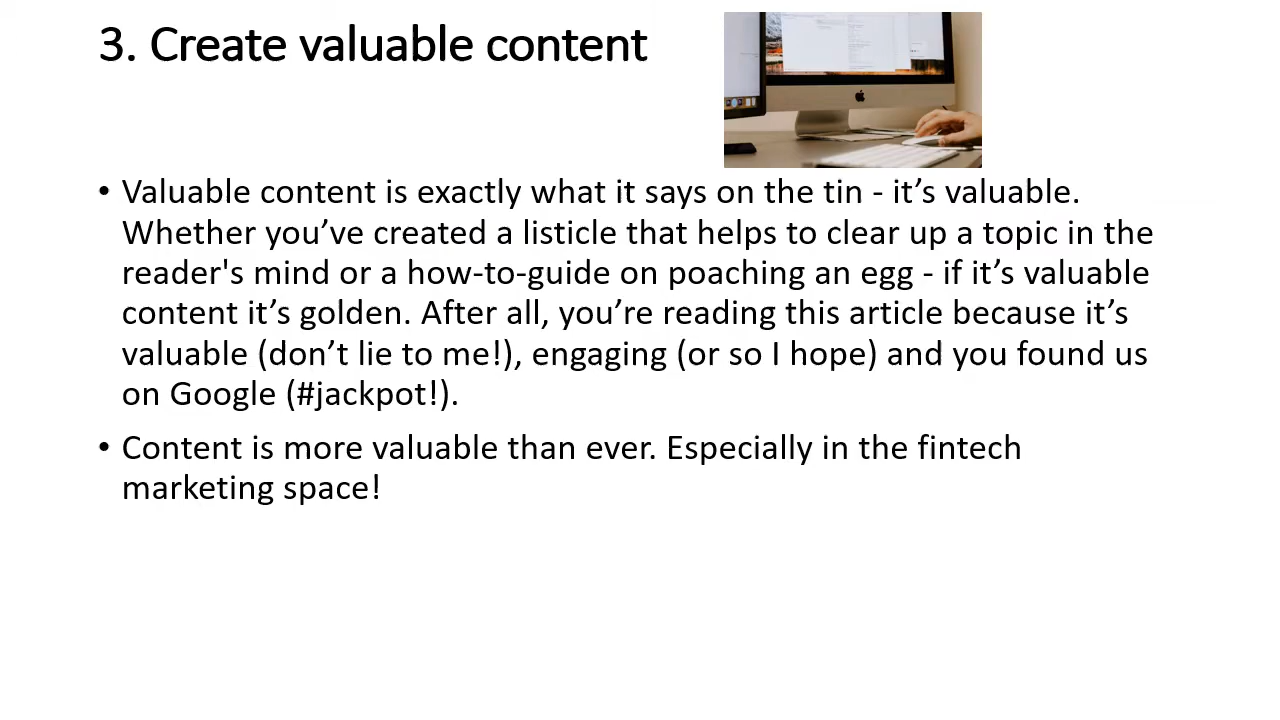 3. Create valuable content
• Valuable content is exactly what it says on the tin - it’s valuable.
Whether you’ve created a listicle that helps to clear up a topic in the
reader's mind or a how-to-guide on poaching an egg - if it’s valuable
content it’s golden. After all, you’re reading this article because it’s
valuable (don’t lie to me!), engaging (or so I hope) and you found us
on Google (#jackpot!).
• Content is more valuable than ever. Especially in the fintech
marketing space!